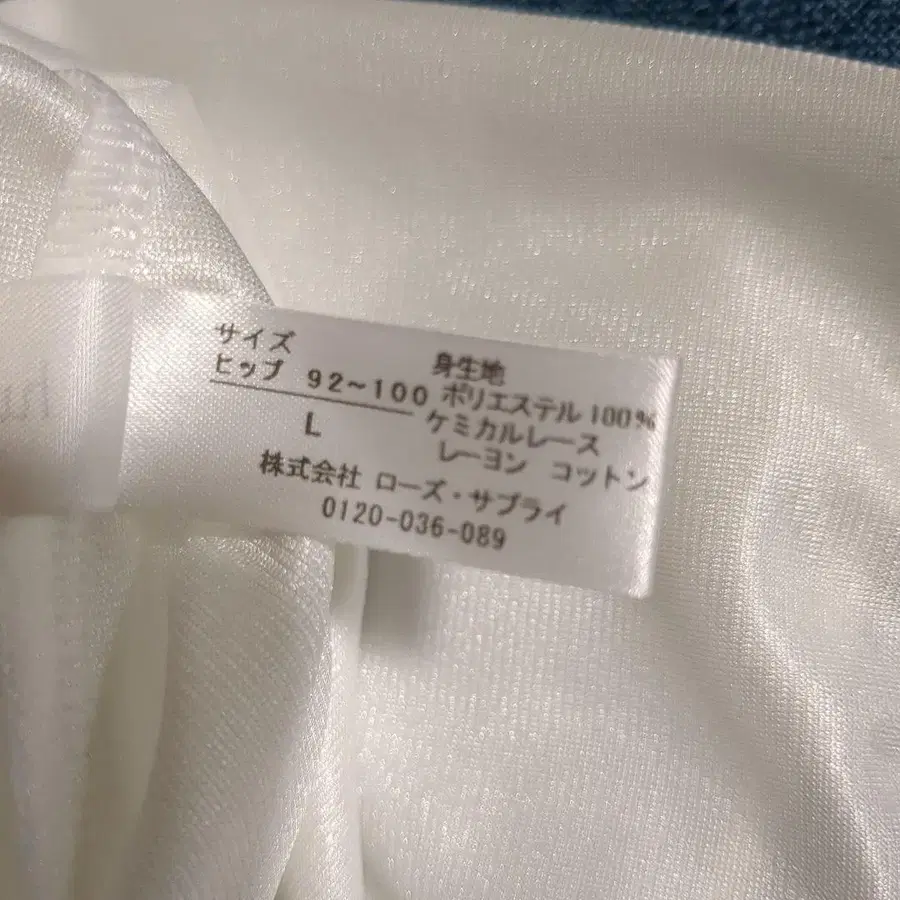 サイズ
ヒップ 92～100
L
身生地
ポリエステル 100%
ケミカルレース
レーヨン コットン
株式会社 ローズ・サプライ
0120-036-089